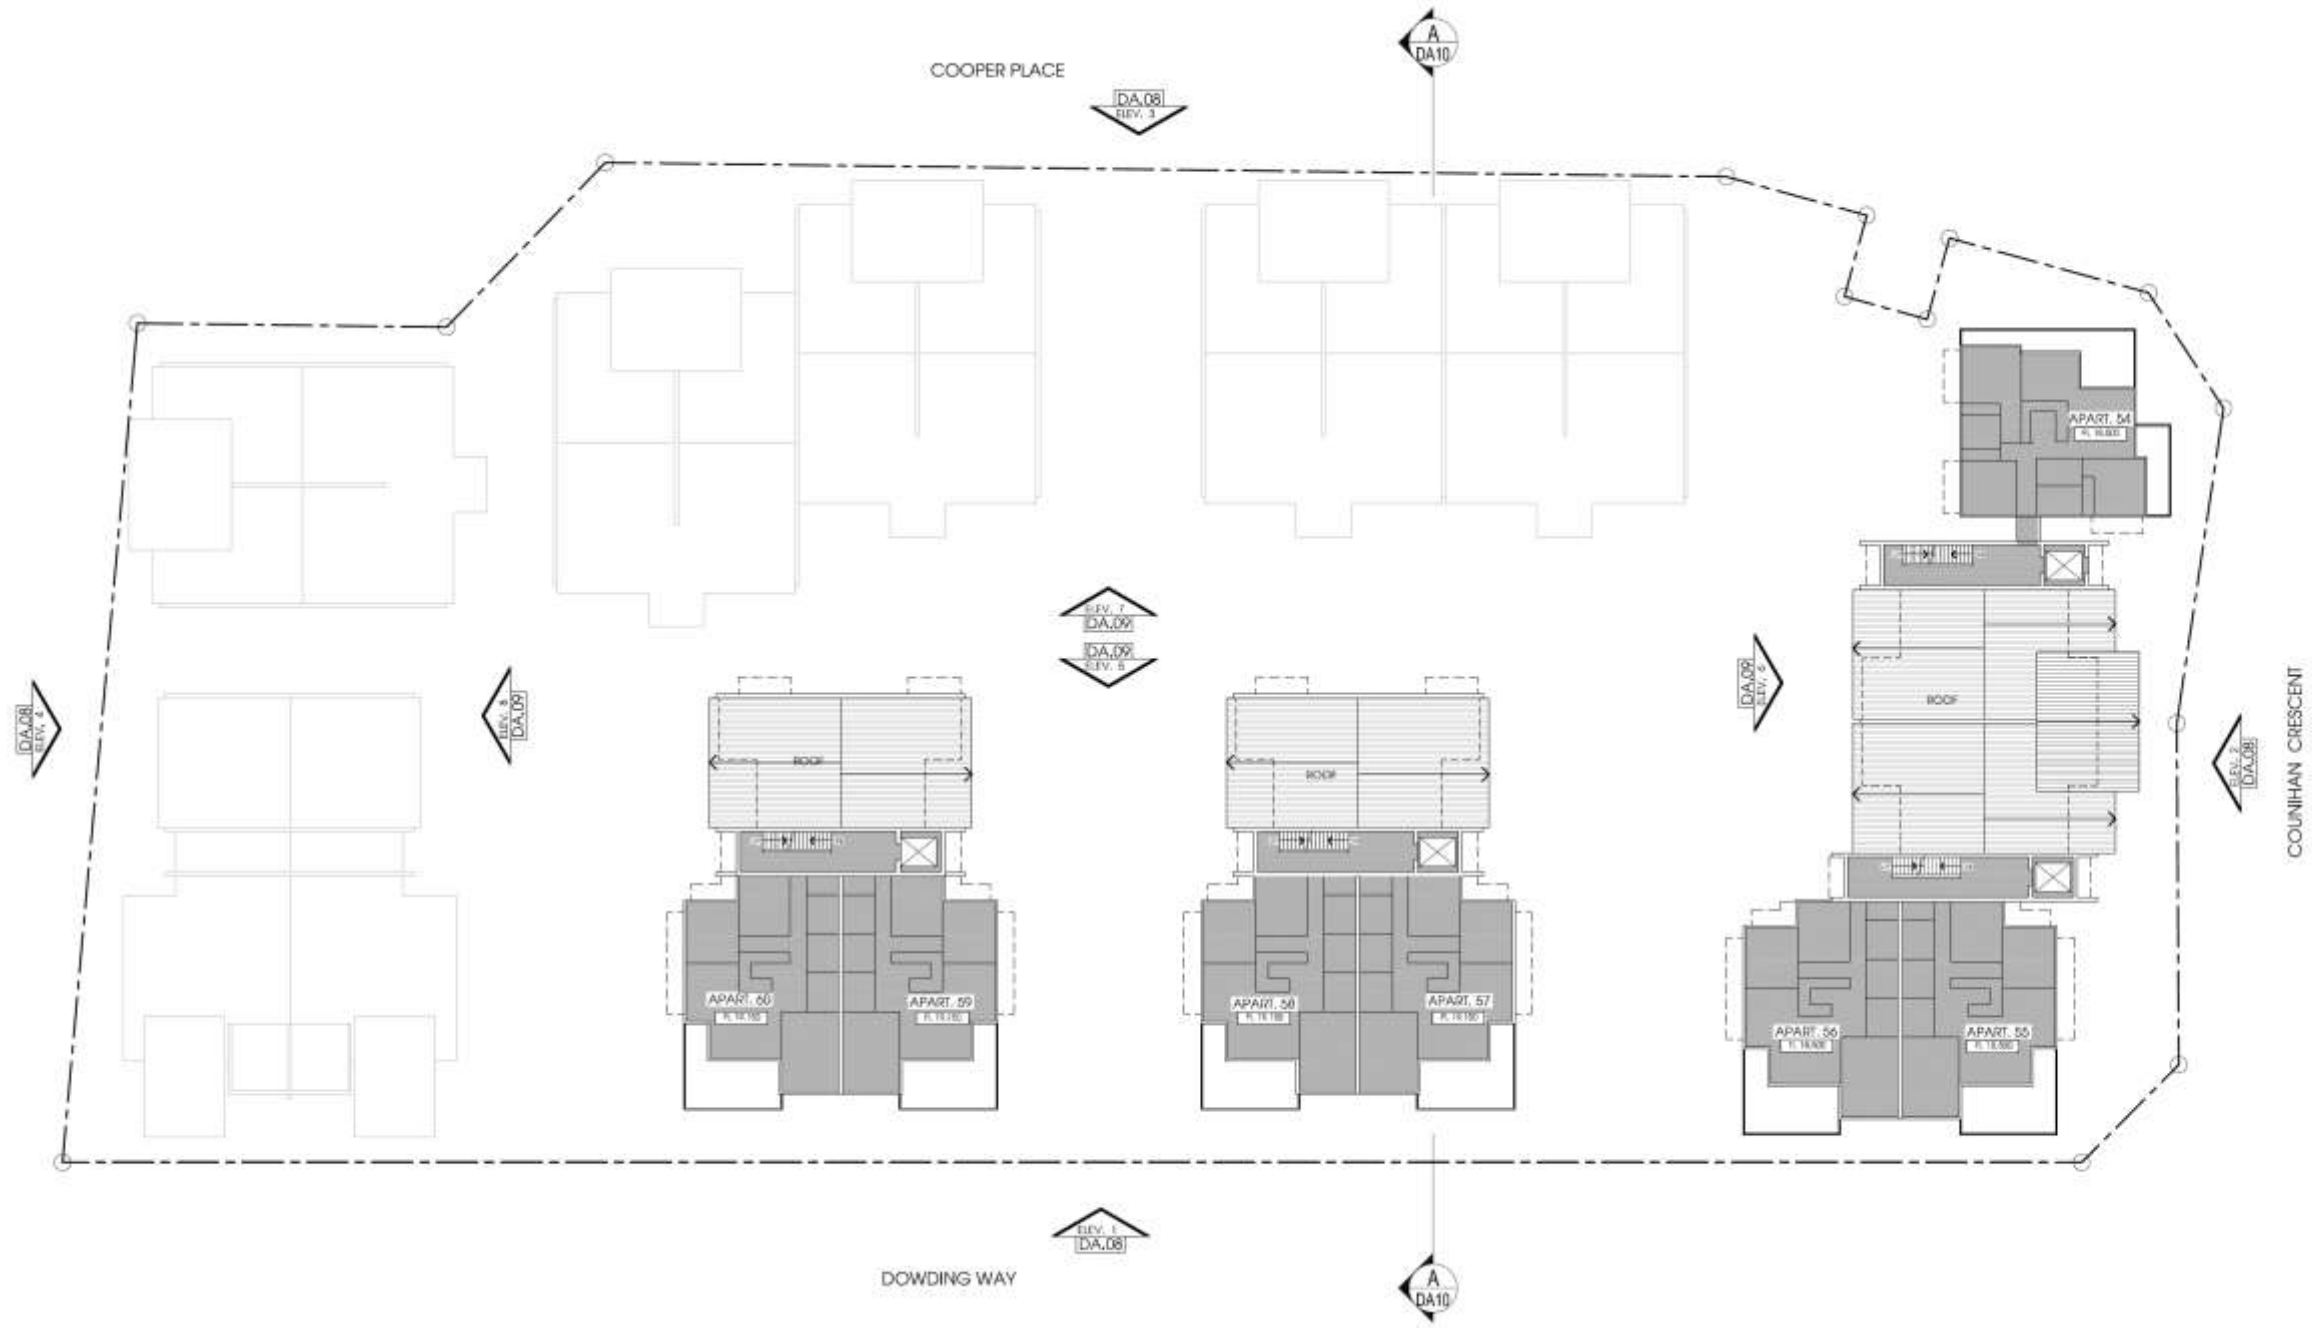 A
DA10
COOPER PLACE
DA.08
ELEV. 3
APART. 54
ELEV. 7
DA.09
DA.09
ELEV. 5
DA.08
ELEV. 4
ELEV. 8
DA.09
DA.09
ELEV. 6
ROOF
ROOF
ROOF
ELEV. 2
DA.08
COUNIHAN CRESCENT
APART. 60
APART. 59
APART. 58
APART. 57
FL 19.150
APART. 56
APART. 55
ELEV. 1
DA.08
DOWDING WAY
A
DA10